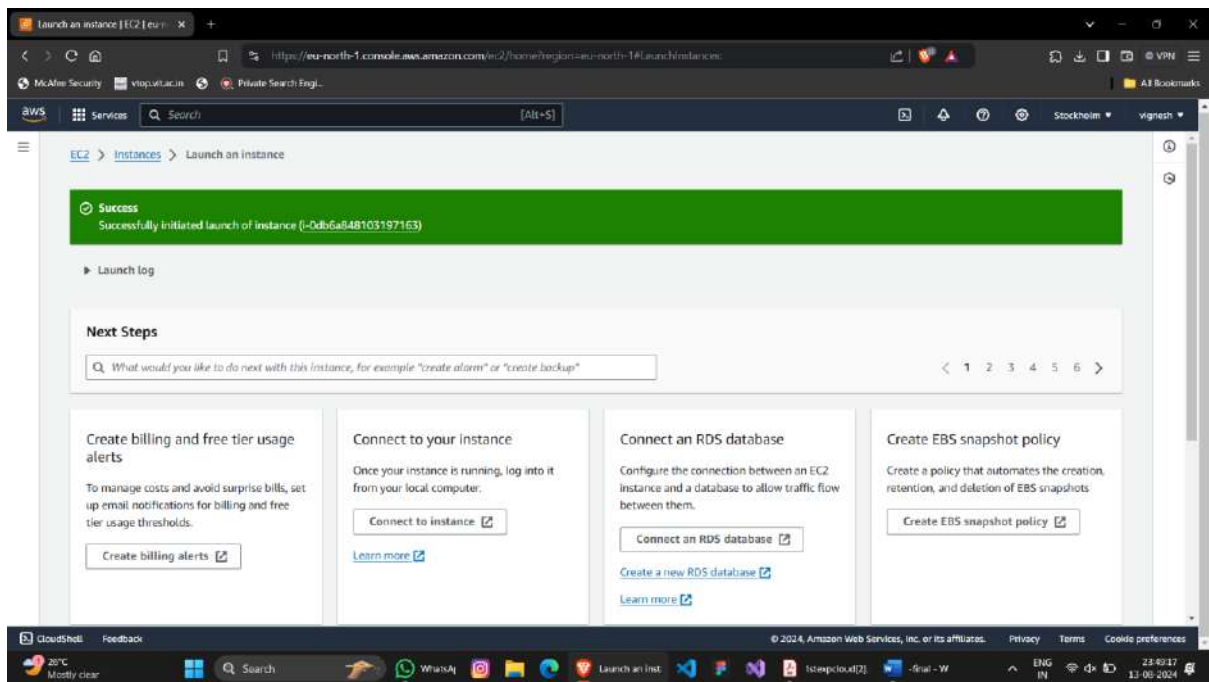 Launch an instance | EC2 | eu-n
https://eu-north-1.console.aws.amazon.com/ec2/home?region=eu-north-1#LaunchInstances:
VPN
McAfee Security vtop.vit.ac.in Private Search Engi... All Bookmarks
aws Services Search [Alt+S] Stockholm vignesh
EC2 > Instances > Launch an instance
Success
Successfully initiated launch of instance (i-0db6a848103197163)
Launch log
Next Steps
What would you like to do next with this instance, for example "create alarm" or "create backup"
1 2 3 4 5 6
Create billing and free tier usage
alerts
To manage costs and avoid surprise bills, set
up email notifications for billing and free
tier usage thresholds.
Create billing alerts
Connect to your instance
Once your instance is running, log into it
from your local computer.
Connect to instance
Learn more
Connect an RDS database
Configure the connection between an EC2
instance and a database to allow traffic flow
between them.
Connect an RDS database
Create a new RDS database
Learn more
Create EBS snapshot policy
Create a policy that automates the creation,
retention, and deletion of EBS snapshots
Create EBS snapshot policy
CloudShell Feedback © 2024, Amazon Web Services, Inc. or its affiliates. Privacy Terms Cookie preferences
26°C
Mostly clear
Search
WhatsAp
Launch an inst
tstexpcloud[2]
-final - W
ENG
IN
23:49:17
13-08-2024